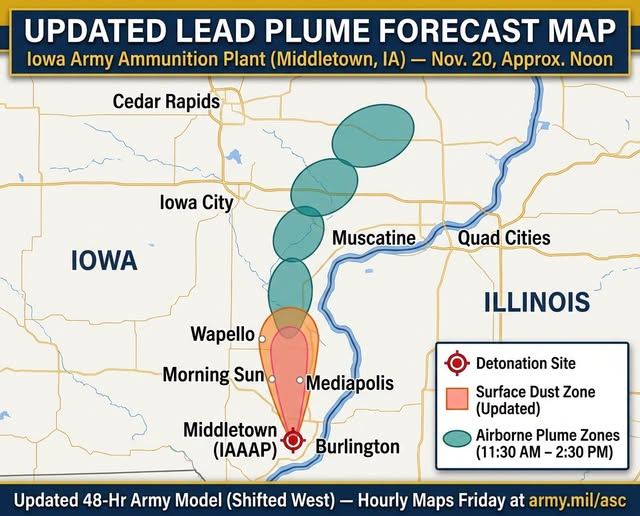 UPDATED LEAD PLUME FORECAST MAP
Iowa Army Ammunition Plant (Middletown, IA) — Nov. 20, Approx. Noon
Cedar Rapids
Iowa City
Muscatine
Quad Cities
IOWA
ILLINOIS
Wapello
Morning Sun
Mediapolis
Middletown
(IAAAP)
Burlington
Detonation Site
Surface Dust Zone
(Updated)
Airborne Plume Zones
(11:30 AM – 2:30 PM)
Updated 48-Hr Army Model (Shifted West) — Hourly Maps Friday at army.mil/asc